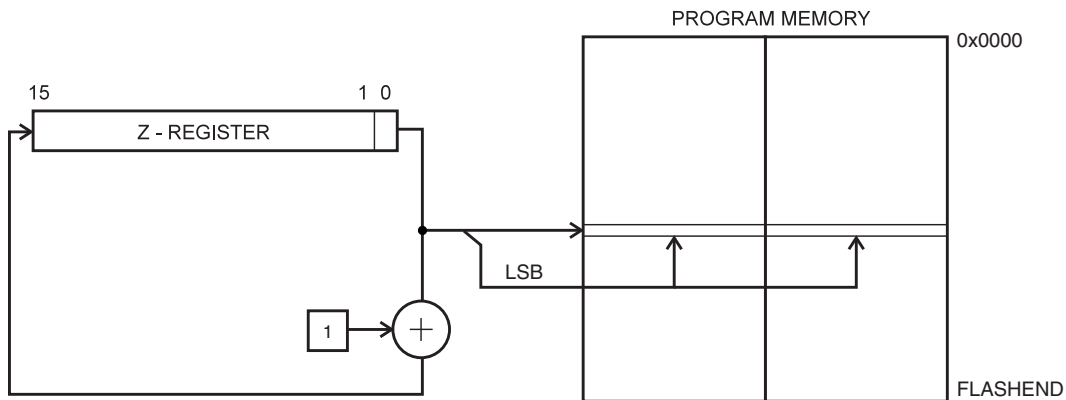 PROGRAM MEMORY
0x0000
15 1 0
Z - REGISTER
LSB
1
FLASHEND